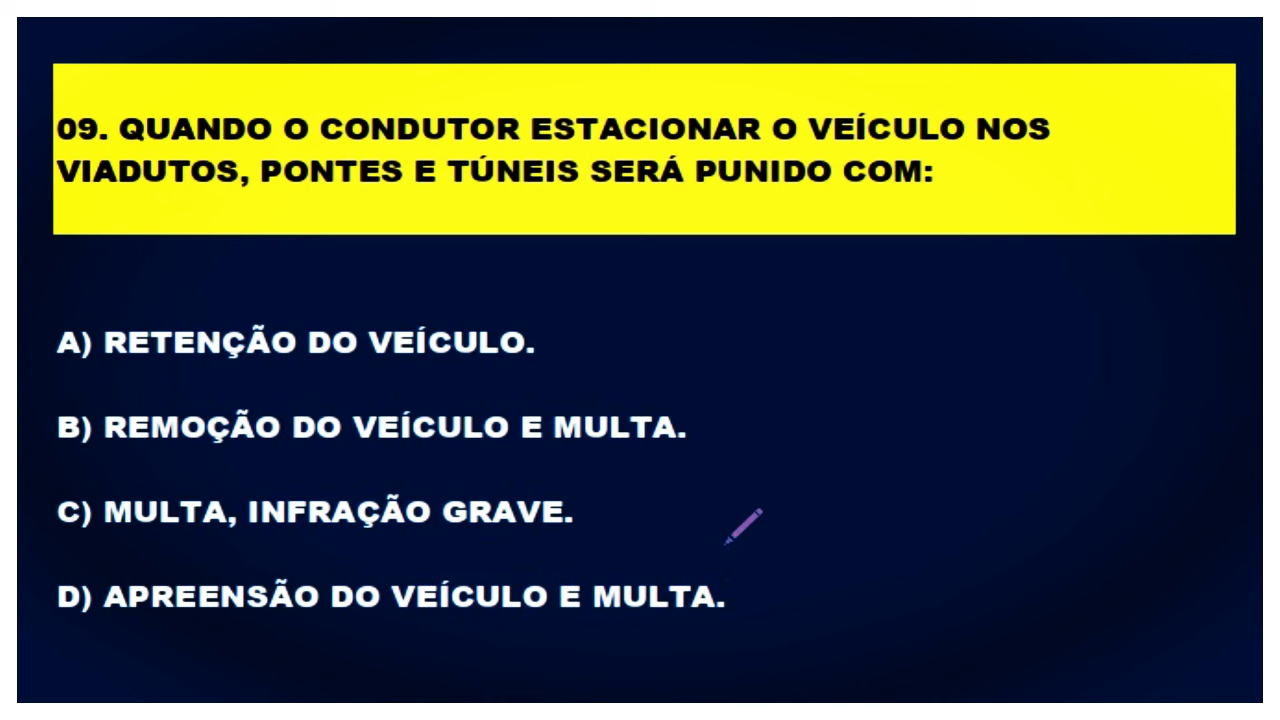 09. QUANDO O CONDUTOR ESTACIONAR O VEÍCULO NOS
VIADUTOS, PONTES E TÚNEIS SERÁ PUNIDO COM:
A) RETENÇÃO DO VEÍCULO.
B) REMOÇÃO DO VEÍCULO E MULTA.
C) MULTA, INFRAÇÃO GRAVE.
D) APREENSÃO DO VEÍCULO E MULTA.